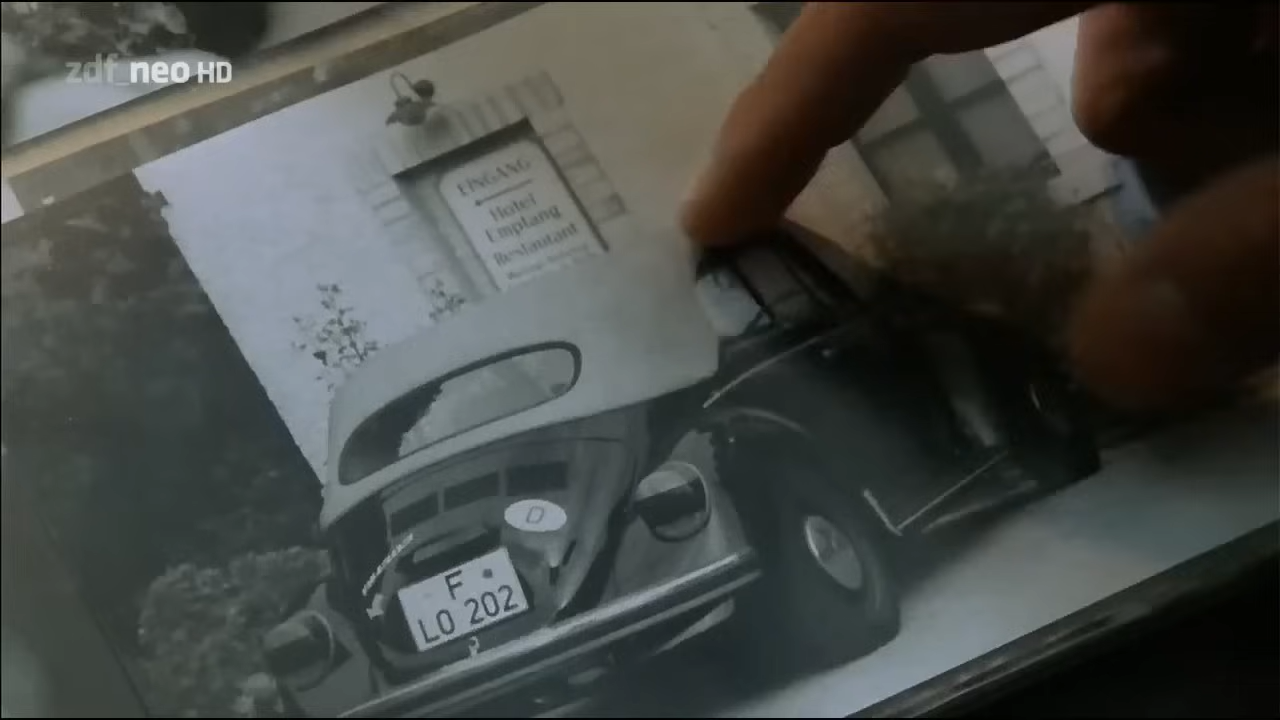 zdf_neo HD
EINGANG
Hotel
Empfang
Restaurant
D
F
LO 202